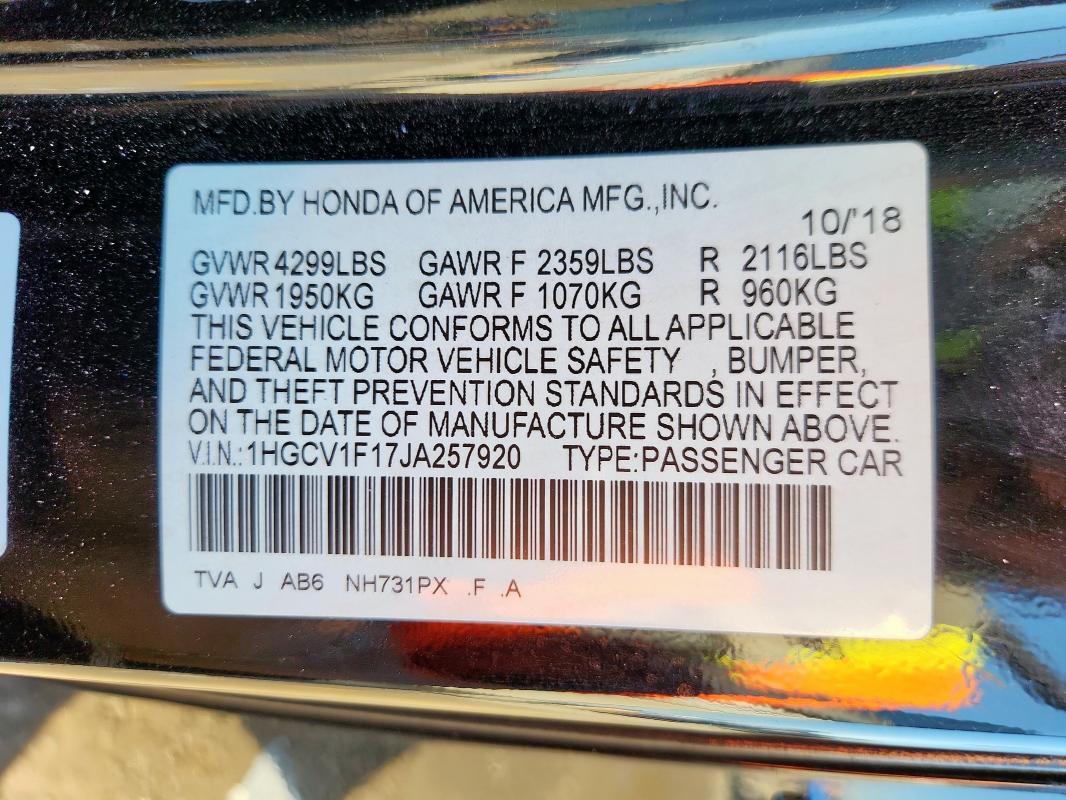 MFD.BY HONDA OF AMERICA MFG.,INC.
10/'18
GVWR 4299LBS GAWR F 2359LBS R 2116LBS
GVWR 1950KG GAWR F 1070KG R 960KG
THIS VEHICLE CONFORMS TO ALL APPLICABLE
FEDERAL MOTOR VEHICLE SAFETY , BUMPER,
AND THEFT PREVENTION STANDARDS IN EFFECT
ON THE DATE OF MANUFACTURE SHOWN ABOVE.
V.I.N.:1HGCV1F17JA257920 TYPE:PASSENGER CAR
TVA J AB6 NH731PX .F .A